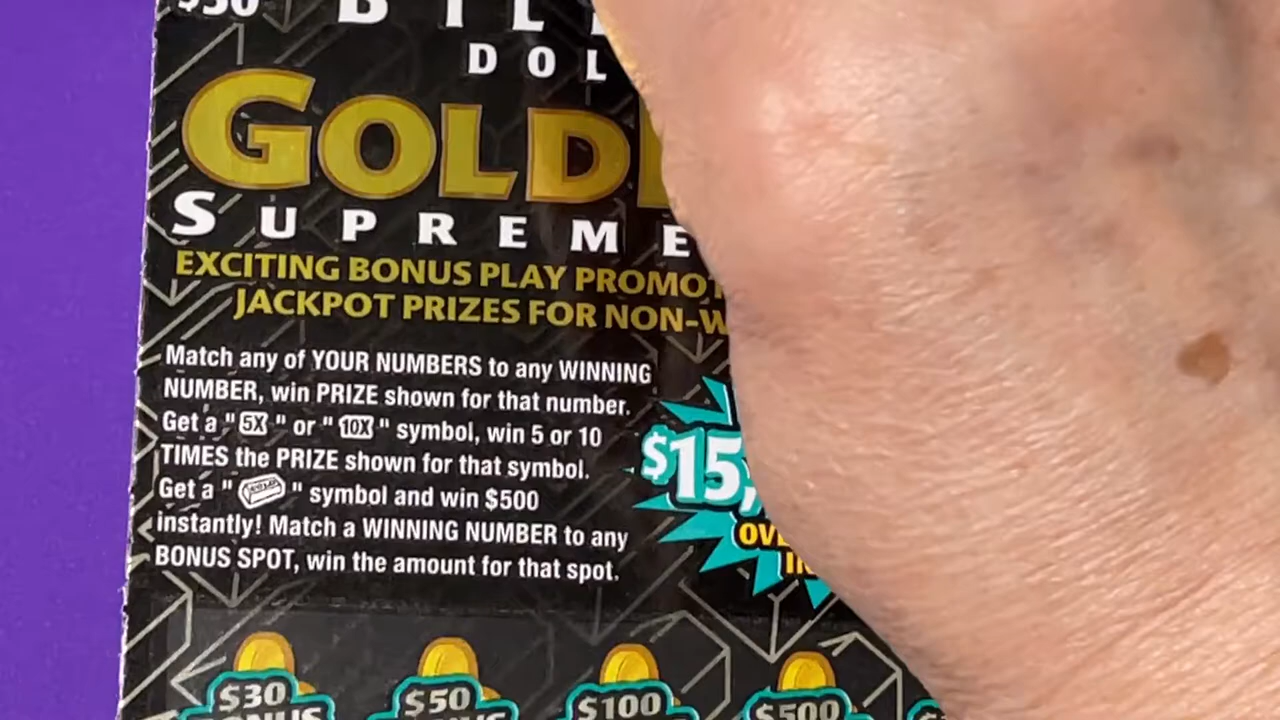 $30
DOL
GOLD
SUPREME
EXCITING BONUS PLAY PROMOT
JACKPOT PRIZES FOR NON-W
Match any of YOUR NUMBERS to any WINNING
NUMBER, win PRIZE shown for that number.
Get a "5X" or "10X" symbol, win 5 or 10
TIMES the PRIZE shown for that symbol.
Get a " " symbol and win $500
instantly! Match a WINNING NUMBER to any
BONUS SPOT, win the amount for that spot.
$15,
OVE
$30
$50
$100
$500
BONUS